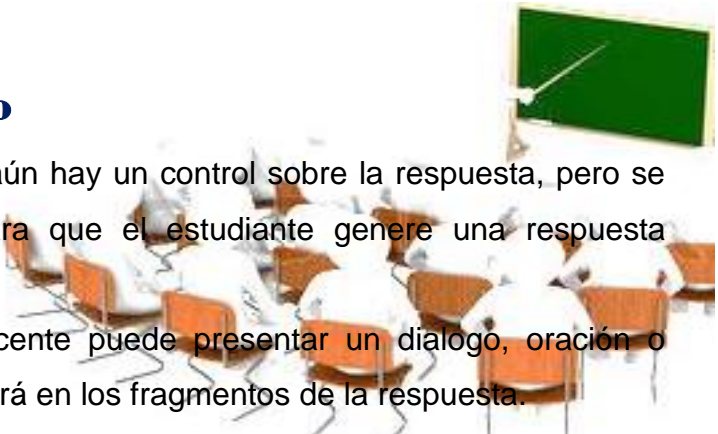 o
aún hay un control sobre la respuesta, pero se
ra que el estudiante genere una respuesta
cente puede presentar un dialogo, oración o
rá en los fragmentos de la respuesta.